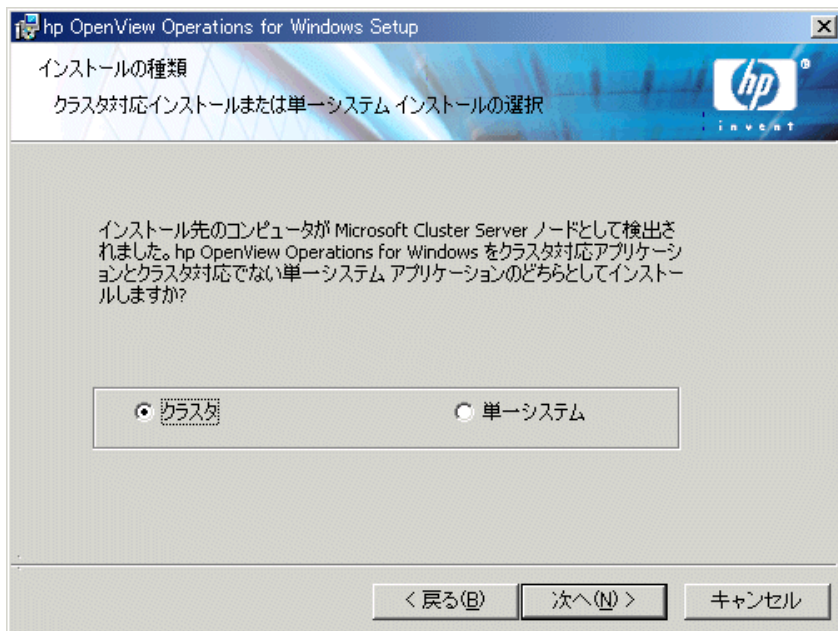 hp OpenView Operations for Windows Setup
インストールの種類
クラスタ対応インストールまたは単一システム インストールの選択
hp
®
invent
インストール先のコンピュータが Microsoft Cluster Server ノードとして検出さ
れました。hp OpenView Operations for Windows をクラスタ対応アプリケーシ
ョンとクラスタ対応でない単一システム アプリケーションのどちらとしてインストー
ルしますか?
クラスタ
単一システム
< 戻る(B)
次へ(N) >
キャンセル